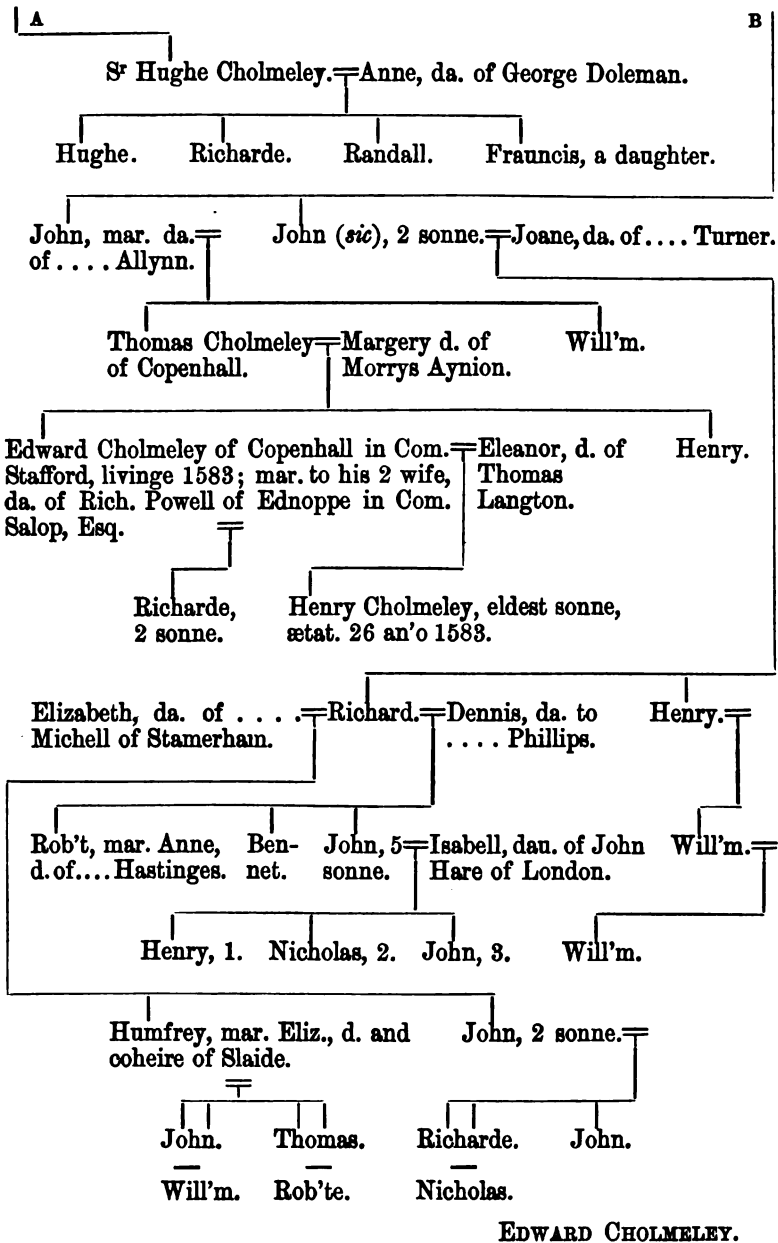 A B
Sr Hughe Cholmeley.=Anne, da. of George Doleman.
Hughe. Richarde. Randall. Frauncis, a daughter.
John, mar. da.= John (sic), 2 sonne.=Joane, da. of.... Turner.
of.... Allynn.
Thomas Cholmeley=Margery d. of Will'm.
of Copenhall. Morrys Aynion.
Edward Cholmeley of Copenhall in Com.=Eleanor, d. of Henry.
Stafford, livinge 1583; mar. to his 2 wife, Thomas
da. of Rich. Powell of Ednoppe in Com. Langton.
Salop, Esq.
Richarde, Henry Cholmeley, eldest sonne,
2 sonne. ætat. 26 an'o 1583.
Elizabeth, da. of ....=Richard.=Dennis, da. to Henry.=
Michell of Stamerham. .... Phillips.
Rob't, mar. Anne, Ben- John, 5=Isabell, dau. of John Will'm.=
d. of.... Hastinges. net. sonne. Hare of London.
Henry, 1. Nicholas, 2. John, 3. Will'm.
Humfrey, mar. Eliz., d. and John, 2 sonne.=
coheire of Slaide.
John. Thomas. Richarde. John.
Will'm. Rob'te. Nicholas.
EDWARD CHOLMELEY.